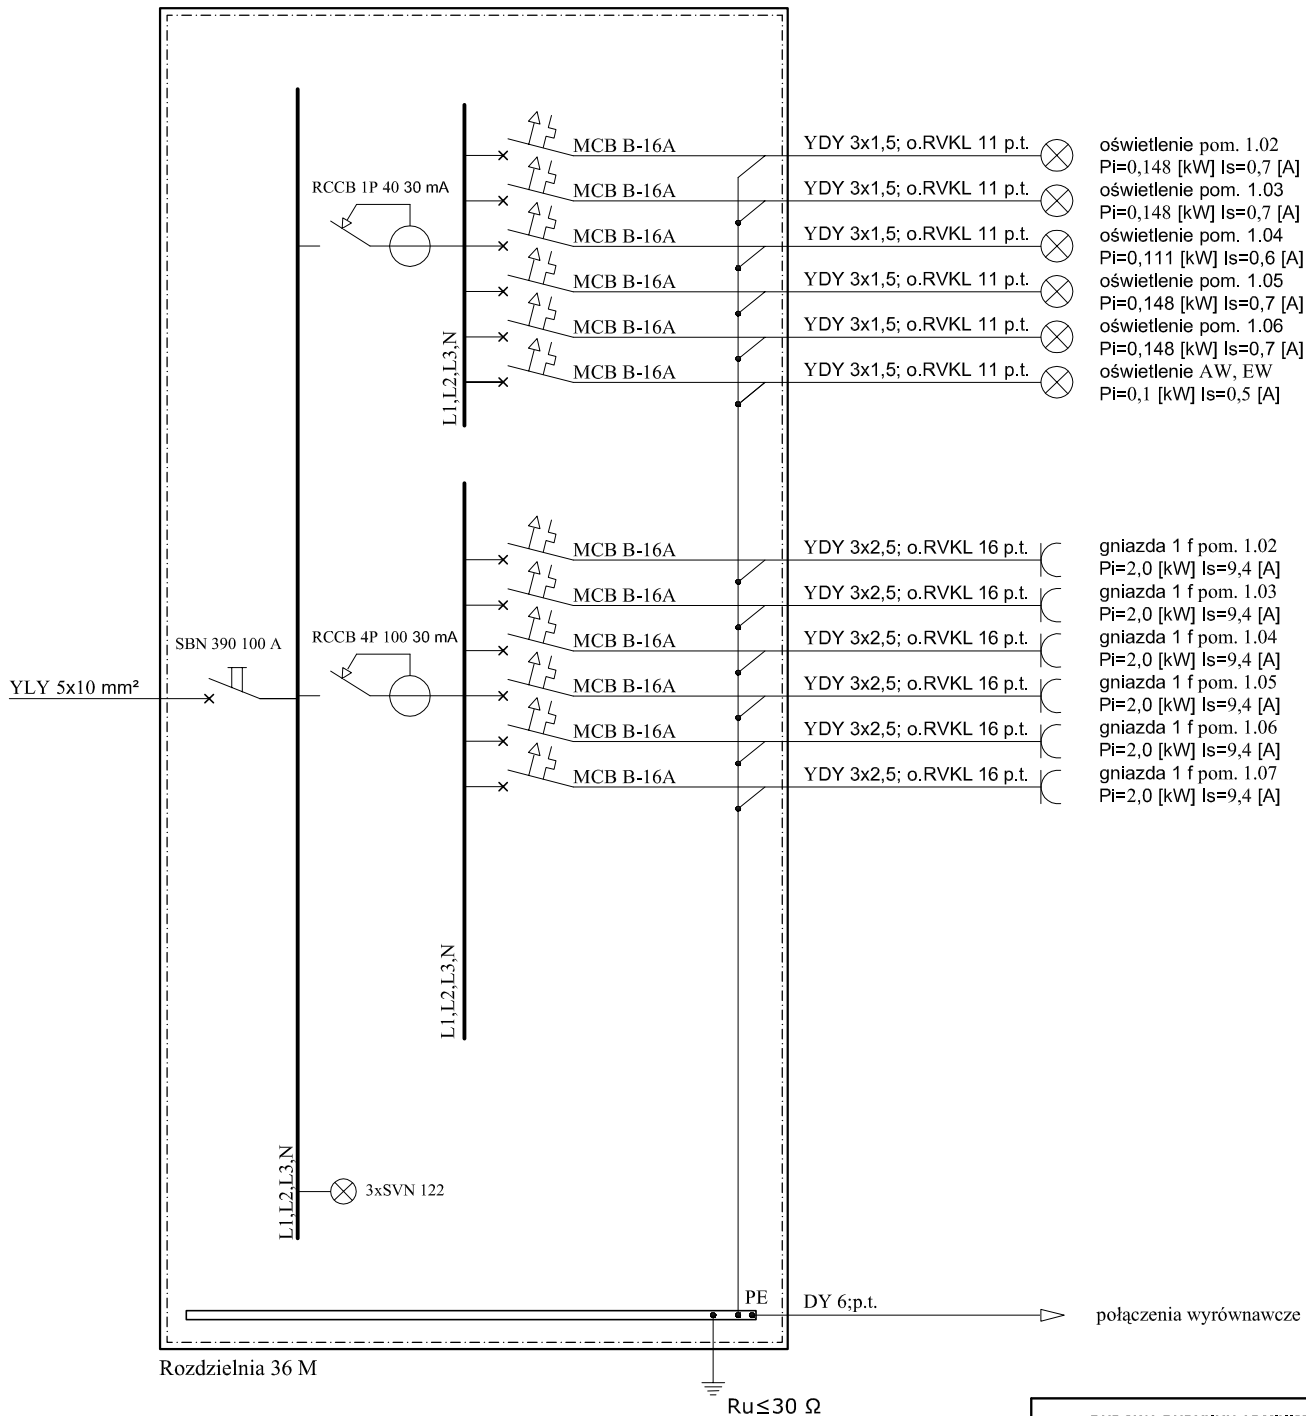 MCB B-16A
YDY 3x1,5; o.RVKL 11 p.t.
oświetlenie pom. 1.02
Pi=0,148 [kW] Is=0,7 [A]
RCCB 1P 40 30 mA
MCB B-16A
YDY 3x1,5; o.RVKL 11 p.t.
oświetlenie pom. 1.03
Pi=0,148 [kW] Is=0,7 [A]
MCB B-16A
YDY 3x1,5; o.RVKL 11 p.t.
oświetlenie pom. 1.04
Pi=0,111 [kW] Is=0,6 [A]
MCB B-16A
YDY 3x1,5; o.RVKL 11 p.t.
oświetlenie pom. 1.05
Pi=0,148 [kW] Is=0,7 [A]
MCB B-16A
YDY 3x1,5; o.RVKL 11 p.t.
oświetlenie pom. 1.06
Pi=0,148 [kW] Is=0,7 [A]
MCB B-16A
YDY 3x1,5; o.RVKL 11 p.t.
oświetlenie AW, EW
Pi=0,1 [kW] Is=0,5 [A]
L1,L2,L3,N
MCB B-16A
YDY 3x2,5; o.RVKL 16 p.t.
gniazda 1 f pom. 1.02
Pi=2,0 [kW] Is=9,4 [A]
MCB B-16A
YDY 3x2,5; o.RVKL 16 p.t.
gniazda 1 f pom. 1.03
Pi=2,0 [kW] Is=9,4 [A]
SBN 390 100 A
RCCB 4P 100 30 mA
MCB B-16A
YDY 3x2,5; o.RVKL 16 p.t.
gniazda 1 f pom. 1.04
Pi=2,0 [kW] Is=9,4 [A]
YLY 5x10 mm²
MCB B-16A
YDY 3x2,5; o.RVKL 16 p.t.
gniazda 1 f pom. 1.05
Pi=2,0 [kW] Is=9,4 [A]
MCB B-16A
YDY 3x2,5; o.RVKL 16 p.t.
gniazda 1 f pom. 1.06
Pi=2,0 [kW] Is=9,4 [A]
MCB B-16A
YDY 3x2,5; o.RVKL 16 p.t.
gniazda 1 f pom. 1.07
Pi=2,0 [kW] Is=9,4 [A]
L1,L2,L3,N
L1,L2,L3,N
3xSVN 122
PE
DY 6;p.t.
połączenia wyrównawcze
Rozdzielnia 36 M
Ru≤30 Ω